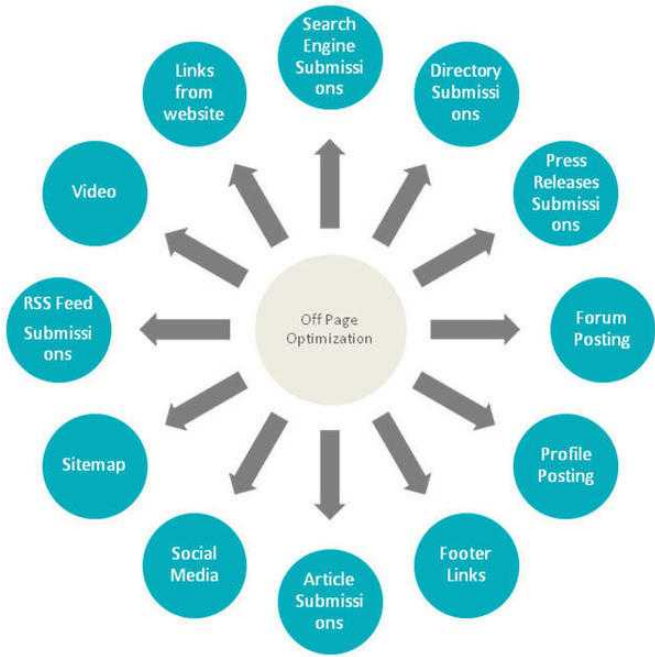 Search
Engine
Submissi
ons
Directory
Submissi
ons
Press
Releases
Submissi
ons
Forum
Posting
Profile
Posting
Footer
Links
Article
Submissi
ons
Social
Media
Sitemap
RSS Feed
Submissi
ons
Video
Links
from
website
Off Page
Optimization